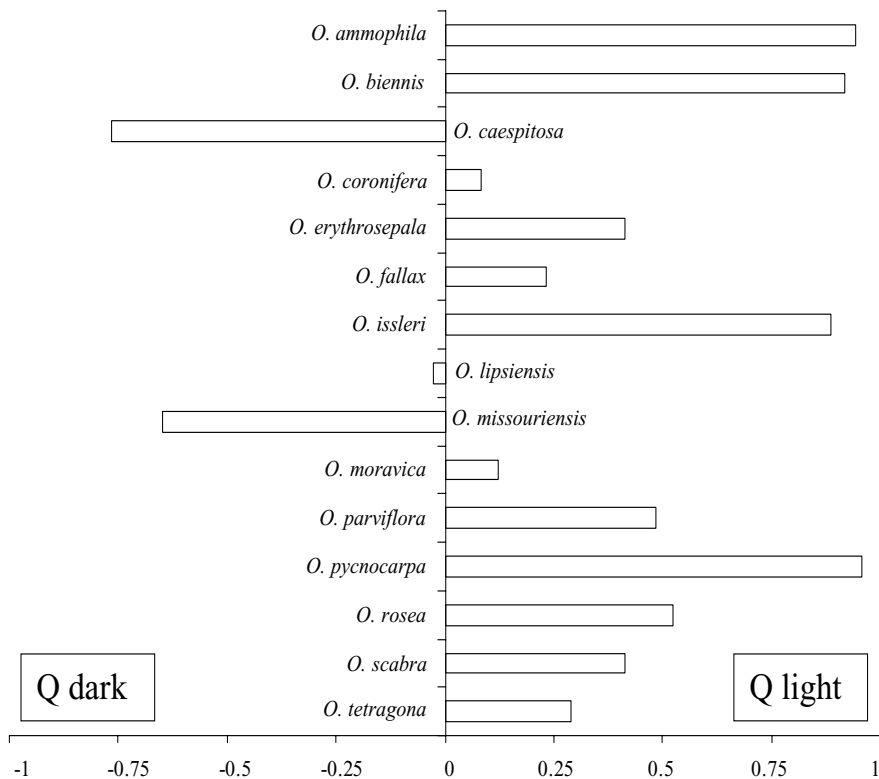 O. ammophila
O. biennis
O. caespitosa
O. coronifera
O. erythrosepala
O. fallax
O. issleri
O. lipsiensis
O. missouriensis
O. moravica
O. parviflora
O. pycnocarpa
O. rosea
O. scabra
O. tetragona
Q dark
Q light
-1 -0.75 -0.5 -0.25 0 0.25 0.5 0.75 1